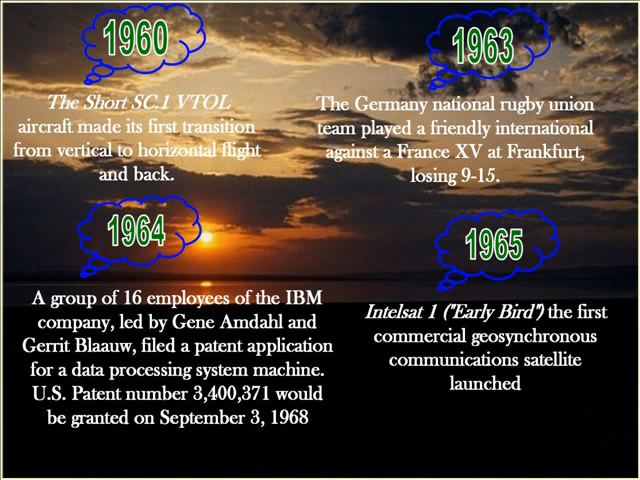 1960
The Short SC.1 VTOL
aircraft made its first transition
from vertical to horizontal flight
and back.
1963
The Germany national rugby union
team played a friendly international
against a France XV at Frankfurt,
losing 9-15.
1964
A group of 16 employees of the IBM
company, led by Gene Amdahl and
Gerrit Blaauw, filed a patent application
for a data processing system machine.
U.S. Patent number 3,400,371 would
be granted on September 3, 1968
1965
Intelsat 1 ("Early Bird") the first
commercial geosynchronous
communications satellite
launched